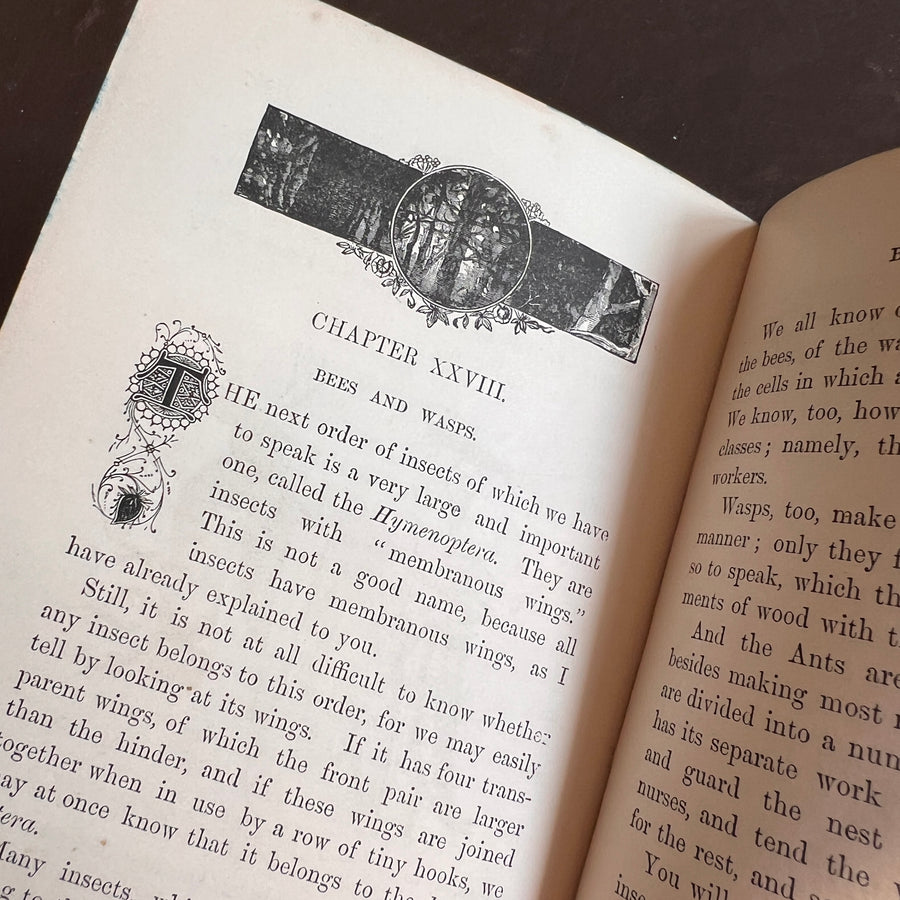 CHAPTER XXVIII.
BEES AND WASPS.
THE next order of insects of which we have
to speak is a very large and important
one, called the Hymenoptera. They are
insects with "membranous wings."
This is not a good name, because all
insects have membranous wings, as I
have already explained to you.
Still, it is not at all difficult to know whether
any insect belongs to this order, for we may easily
tell by looking at its wings. If it has four trans-
parent wings, of which the front pair are larger
than the hinder, and if these wings are joined
together when in use by a row of tiny hooks, we
at once know that it belongs to the
Many insects,
We all know
the bees, of the
the cells in which
We know, too, how
classes; namely,
workers.
Wasps, too, make
manner; only they
so to speak, which
ments of wood with
And the Ants are
besides making most
are divided into a
has its separate work
and guard the nest
nurses, and tend the
for the rest, and
You will